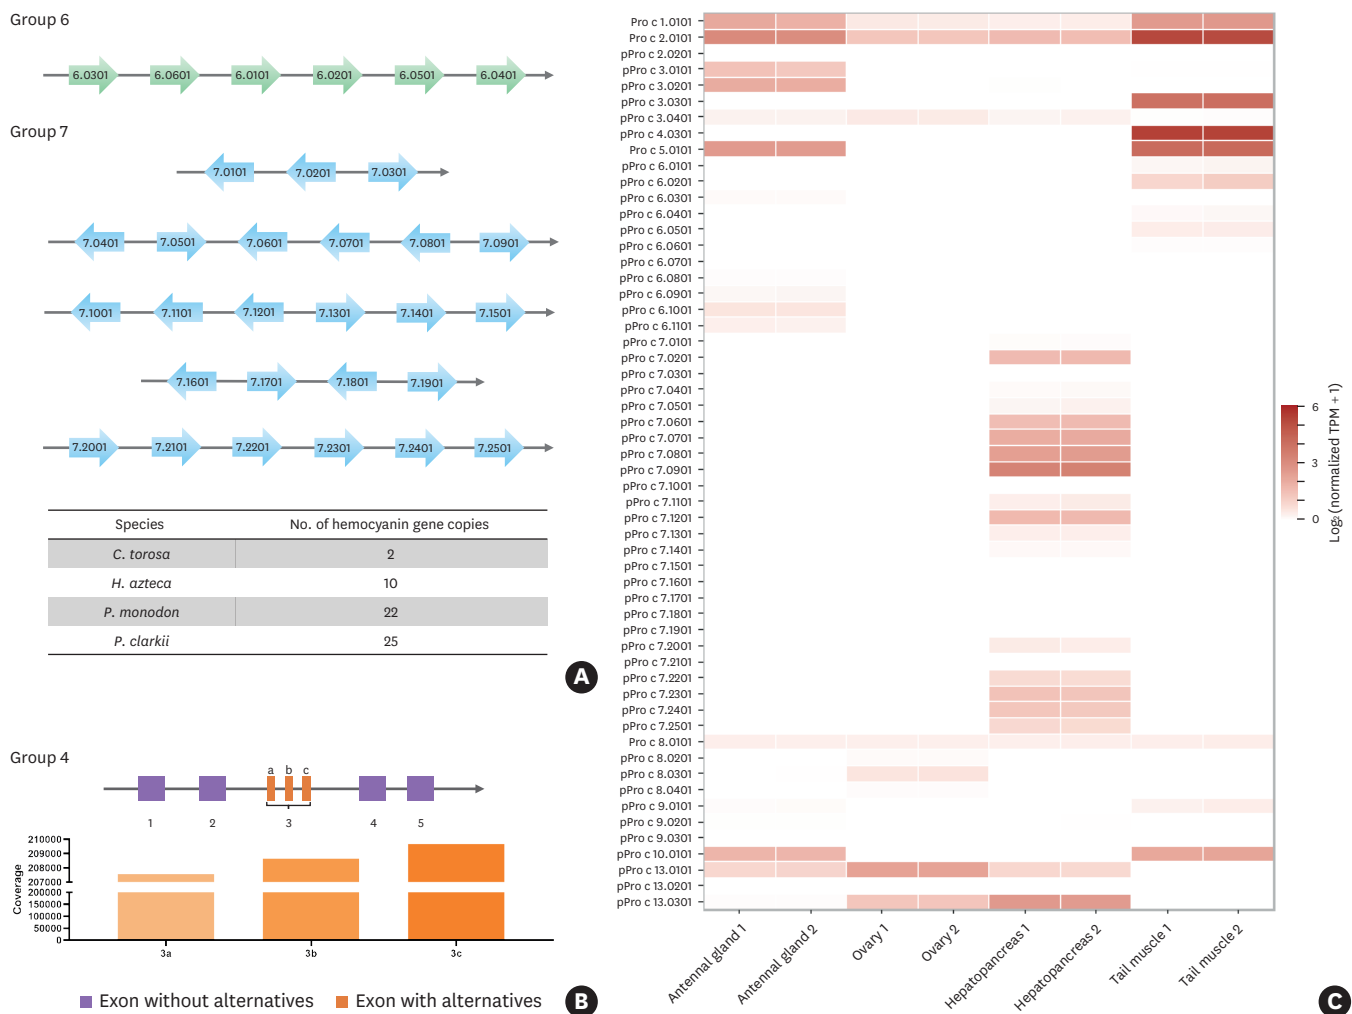 Group 6
6.0301 6.0601 6.0101 6.0201 6.0501 6.0401
Group 7
7.0101 7.0201 7.0301
7.0401 7.0501 7.0601 7.0701 7.0801 7.0901
7.1001 7.1101 7.1201 7.1301 7.1401 7.1501
7.1601 7.1701 7.1801 7.1901
7.2001 7.2101 7.2201 7.2301 7.2401 7.2501
Species No. of hemocyanin gene copies
C. torosa 2
H. azteca 10
P. monodon 22
P. clarkii 25
A
Group 4
a b c
1 2 3 4 5
210000
209000
208000
207000
200000
150000
100000
50000
0
Coverage
3a 3b 3c
Exon without alternatives Exon with alternatives
B
Pro c 1.0101
Pro c 2.0101
pPro c 2.0201
pPro c 3.0101
pPro c 3.0201
pPro c 3.0301
pPro c 3.0401
pPro c 4.0301
Pro c 5.0101
pPro c 6.0101
pPro c 6.0201
pPro c 6.0301
pPro c 6.0401
pPro c 6.0501
pPro c 6.0601
pPro c 6.0701
pPro c 6.0801
pPro c 6.0901
pPro c 6.1001
pPro c 6.1101
pPro c 7.0101
pPro c 7.0201
pPro c 7.0301
pPro c 7.0401
pPro c 7.0501
pPro c 7.0601
pPro c 7.0701
pPro c 7.0801
pPro c 7.0901
pPro c 7.1001
pPro c 7.1101
pPro c 7.1201
pPro c 7.1301
pPro c 7.1401
pPro c 7.1501
pPro c 7.1601
pPro c 7.1701
pPro c 7.1801
pPro c 7.1901
pPro c 7.2001
pPro c 7.2101
pPro c 7.2201
pPro c 7.2301
pPro c 7.2401
pPro c 7.2501
Pro c 8.0101
pPro c 8.0201
pPro c 8.0301
pPro c 8.0401
pPro c 9.0101
pPro c 9.0201
pPro c 9.0301
pPro c 10.0101
pPro c 13.0101
pPro c 13.0201
pPro c 13.0301
Antennal gland 1
Antennal gland 2
Ovary 1
Ovary 2
Hepatopancreas 1
Hepatopancreas 2
Tail muscle 1
Tail muscle 2
6
3
0
Log₂ (normalized TPM + 1)
C